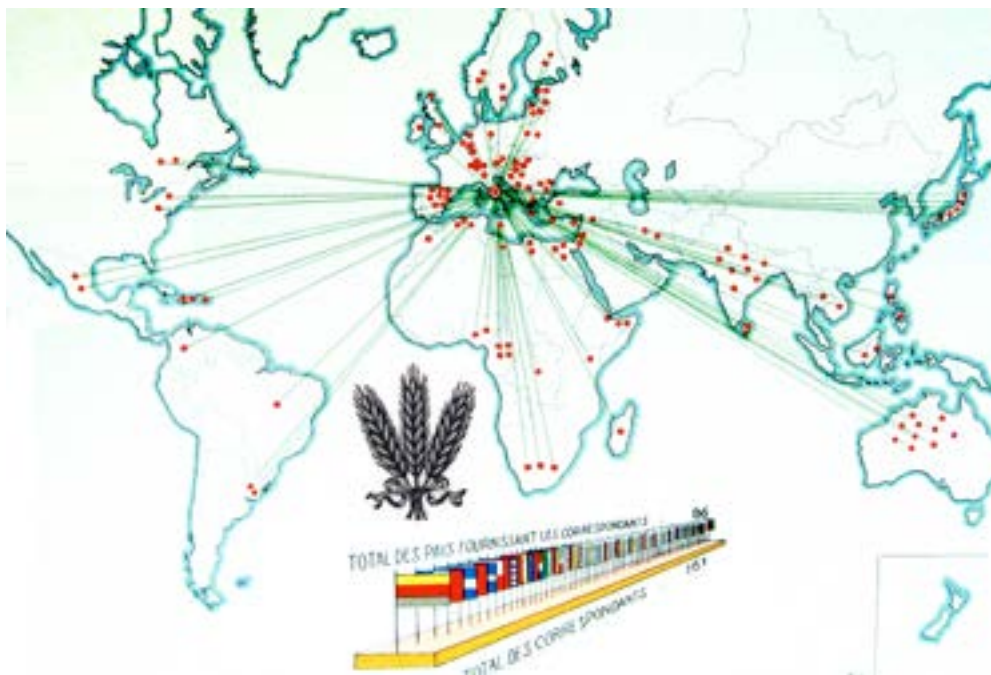 TOTAL DES PAYS FOURNISSANT LES CORRESPONDANTS
TOTAL DES CORRESPONDANTS